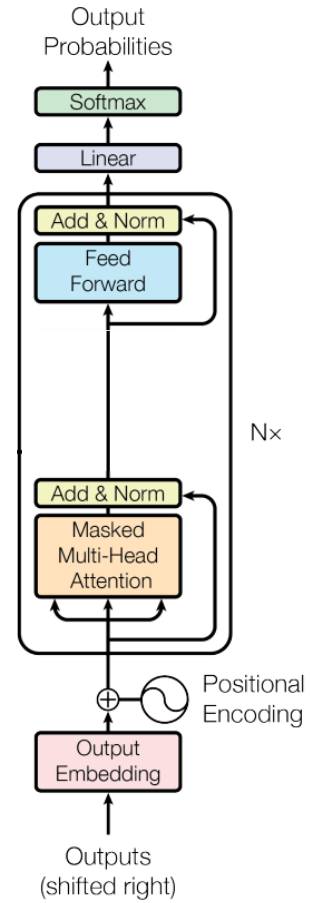 Output
Probabilities
Softmax
Linear
Add & Norm
Feed
Forward
N×
Add & Norm
Masked
Multi-Head
Attention
Positional
Encoding
Output
Embedding
Outputs
(shifted right)